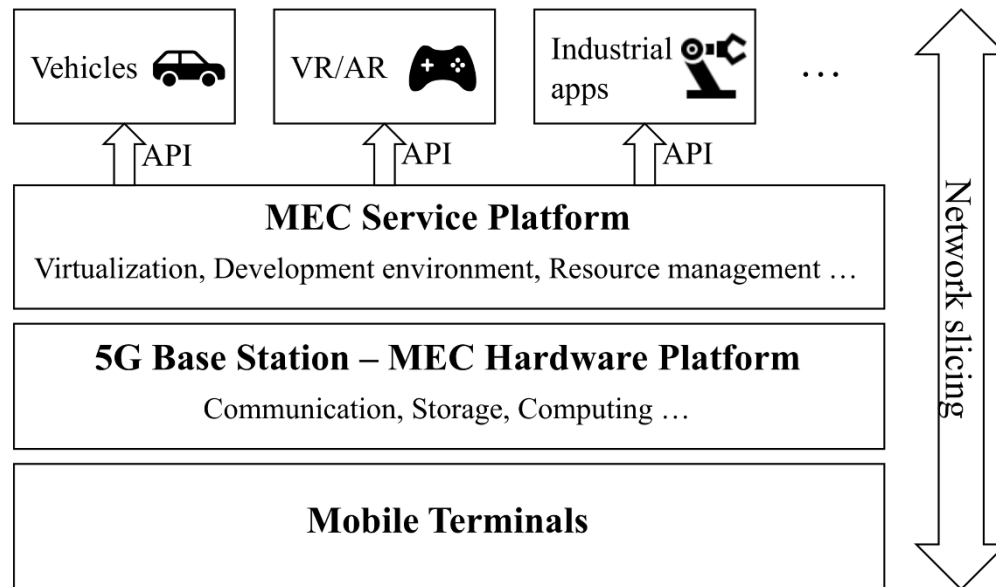 Vehicles
VR/AR
Industrial
apps
…
API
API
API
MEC Service Platform
Virtualization, Development environment, Resource management …
5G Base Station – MEC Hardware Platform
Communication, Storage, Computing …
Mobile Terminals
Network slicing